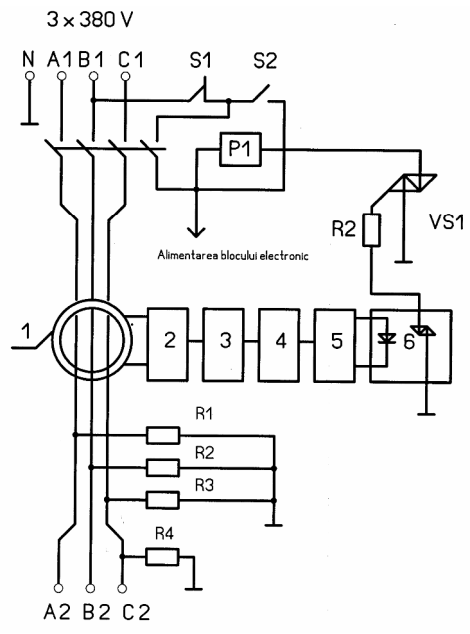 3 x 380 V
N A1 B1 C1 S1 S2
P1
R2 VS1
Alimentarea blocului electronic
1 2 3 4 5 6
R1
R2
R3
R4
A2 B2 C2